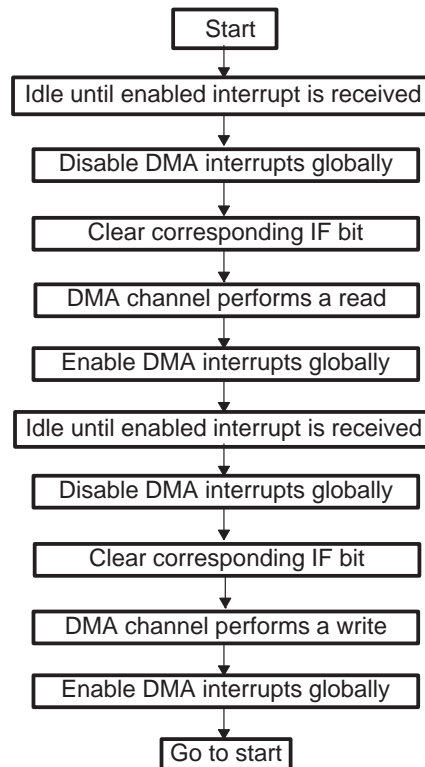 Start
Idle until enabled interrupt is received
Disable DMA interrupts globally
Clear corresponding IF bit
DMA channel performs a read
Enable DMA interrupts globally
Idle until enabled interrupt is received
Disable DMA interrupts globally
Clear corresponding IF bit
DMA channel performs a write
Enable DMA interrupts globally
Go to start